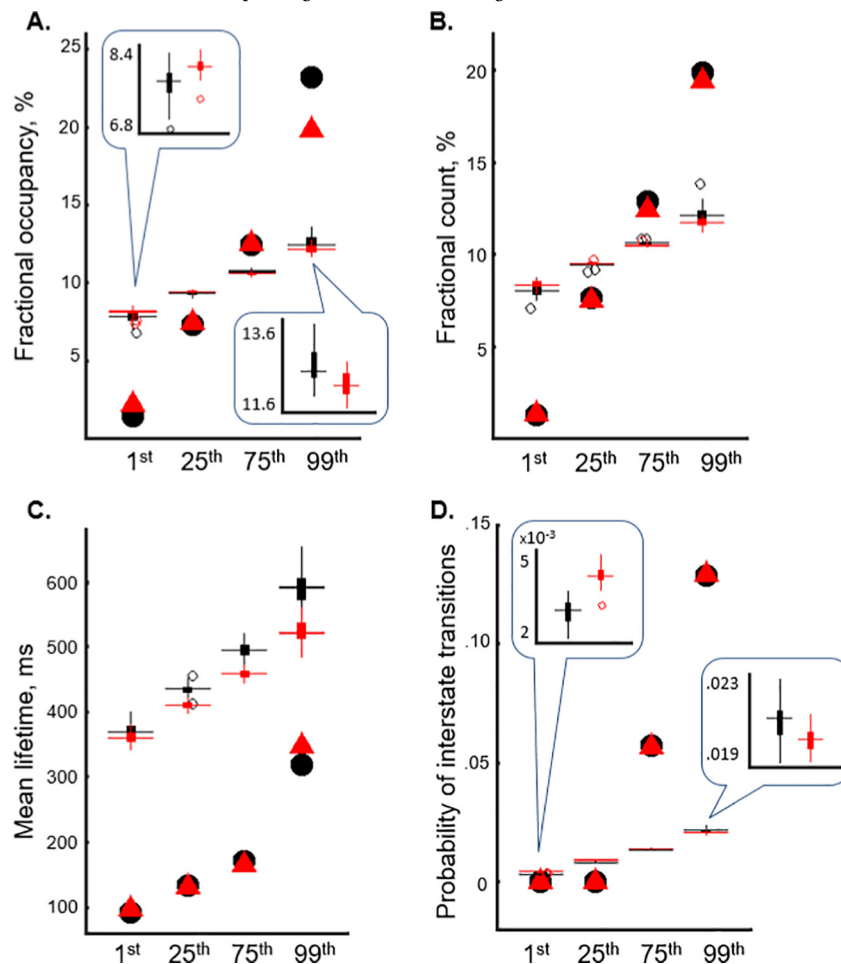 A.
Fractional occupancy, %
25
20
15
10
5
8.4
6.8
13.6
11.6
1st 25th 75th 99th
B.
Fractional count, %
20
15
10
5
1st 25th 75th 99th
C.
Mean lifetime, ms
600
500
400
300
200
100
1st 25th 75th 99th
D.
Probability of interstate transitions
.15
.10
.05
0
x10-3
5
2
.023
.019
1st 25th 75th 99th